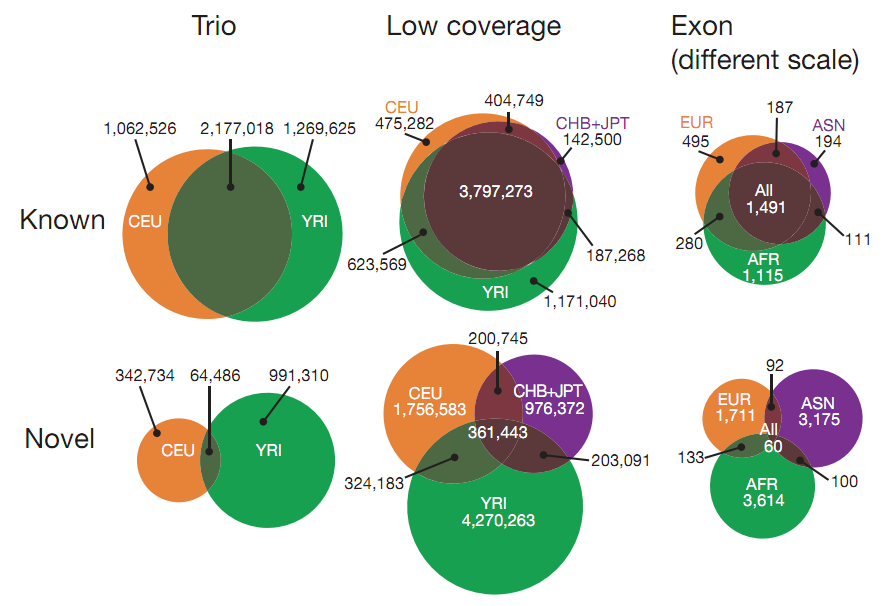 Trio
Low coverage
Exon
(different scale)
Known
1,062,526
2,177,018
1,269,625
CEU
YRI
CEU
475,282
404,749
CHB+JPT
142,500
3,797,273
187,268
623,569
YRI
1,171,040
EUR
495
187
ASN
194
All
1,491
280
111
AFR
1,115
Novel
342,734
64,486
991,310
CEU
YRI
200,745
CEU
1,756,583
CHB+JPT
976,372
361,443
324,183
203,091
YRI
4,270,263
92
EUR
1,711
ASN
3,175
All
60
133
100
AFR
3,614